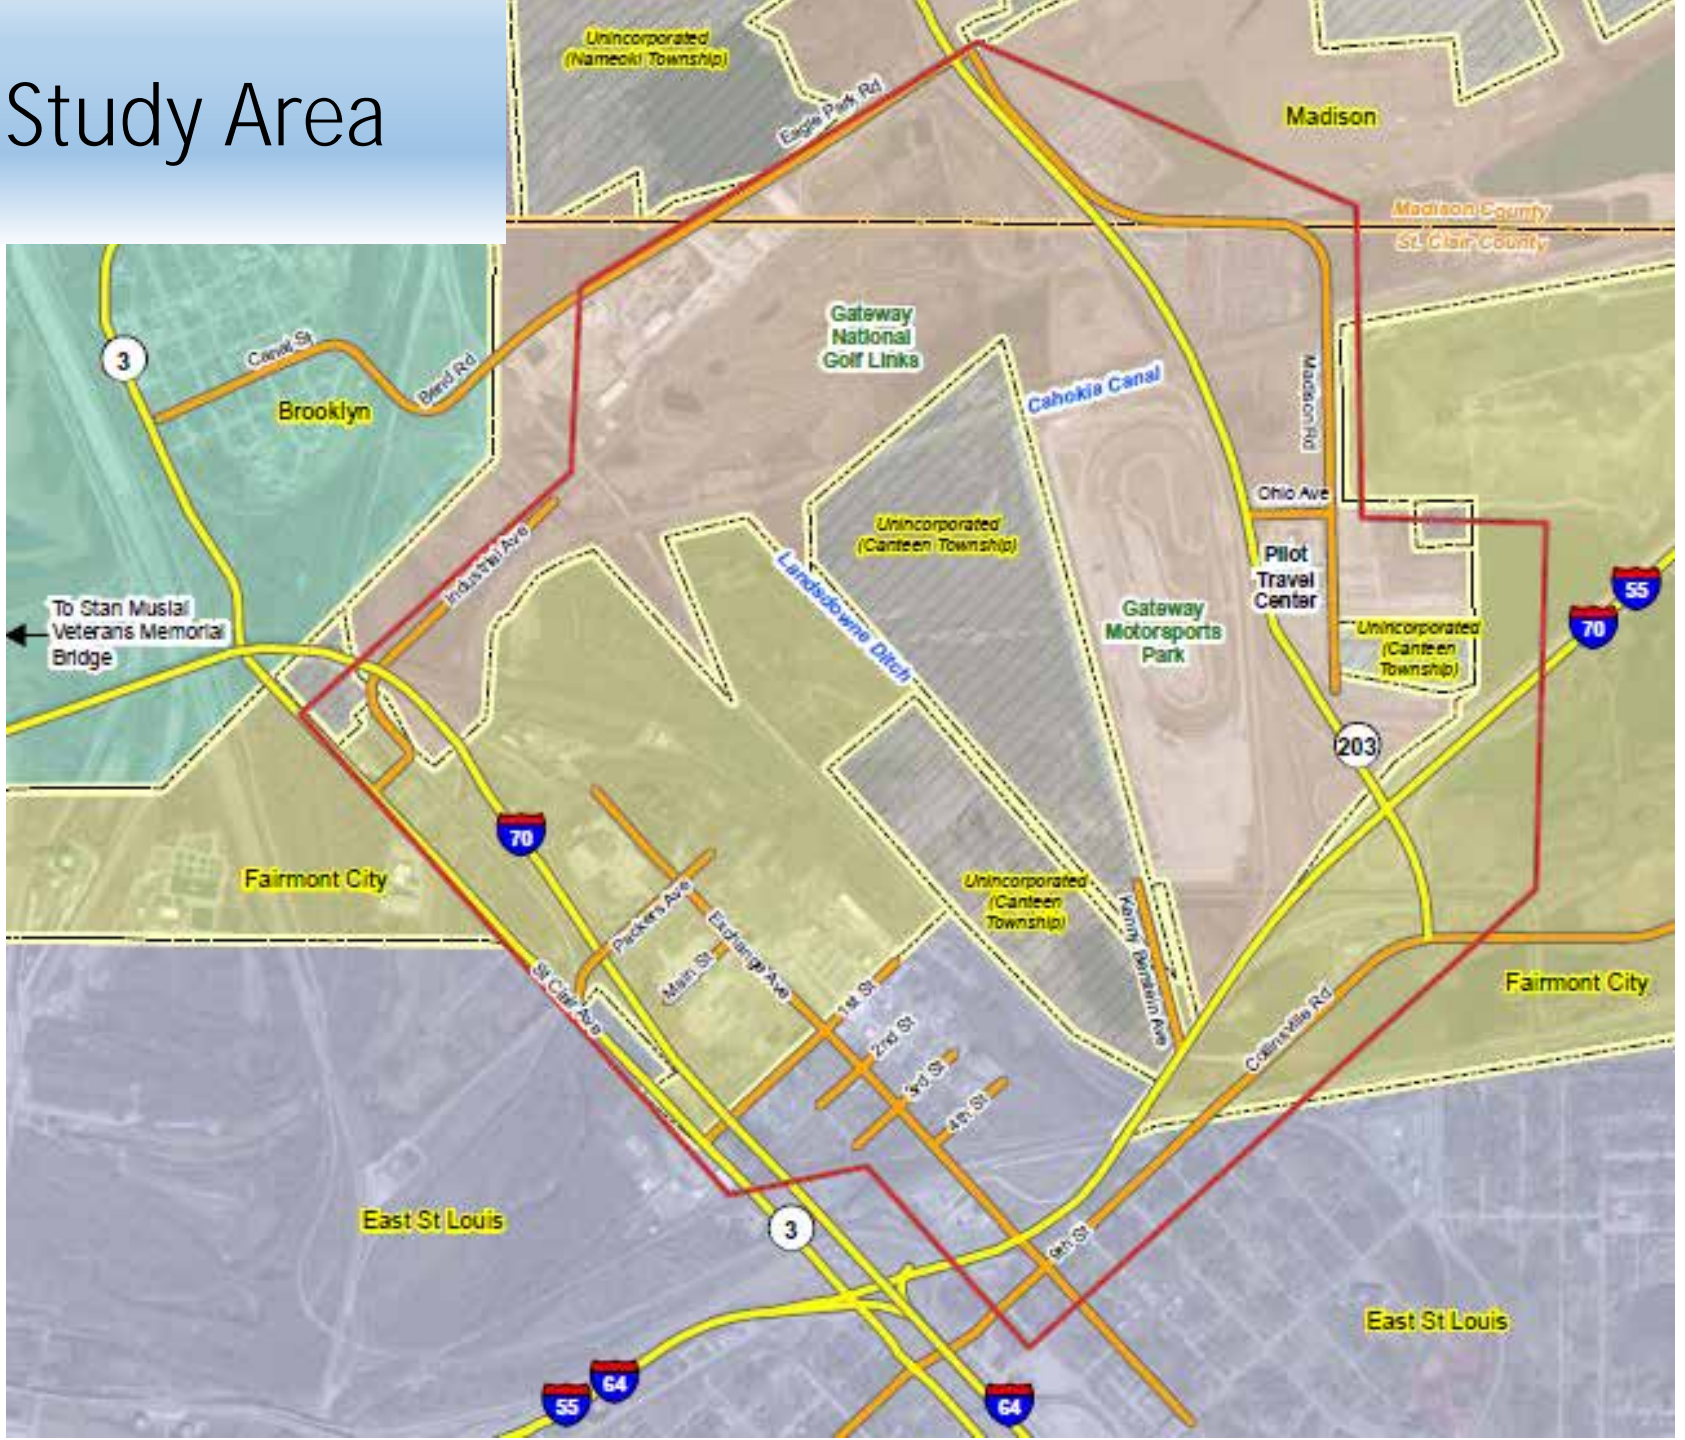 Study Area
Unincorporated
(Nameoki Township)
Eagle Park Rd
Madison
Madison County
St. Clair County
3
Canal St
Bend Rd
Brooklyn
Gateway
National
Golf Links
Cahokia Canal
Madison Rd
Ohio Ave
Unincorporated
(Canteen Township)
Industrial Ave
Landsdowne Ditch
Pilot
Travel
Center
55
70
To Stan Musial
Veterans Memorial
Bridge
Gateway
Motorsports
Park
Unincorporated
(Canteen
Township)
203
70
Fairmont City
Packers Ave
Exchange Ave
Main St
Unincorporated
(Canteen
Township)
Kenny Bernstein Ave
St Clair Ave
1st St
2nd St
3rd St
4th St
Collinsville Rd
Fairmont City
East St Louis
3
9th St
East St Louis
64
55
64